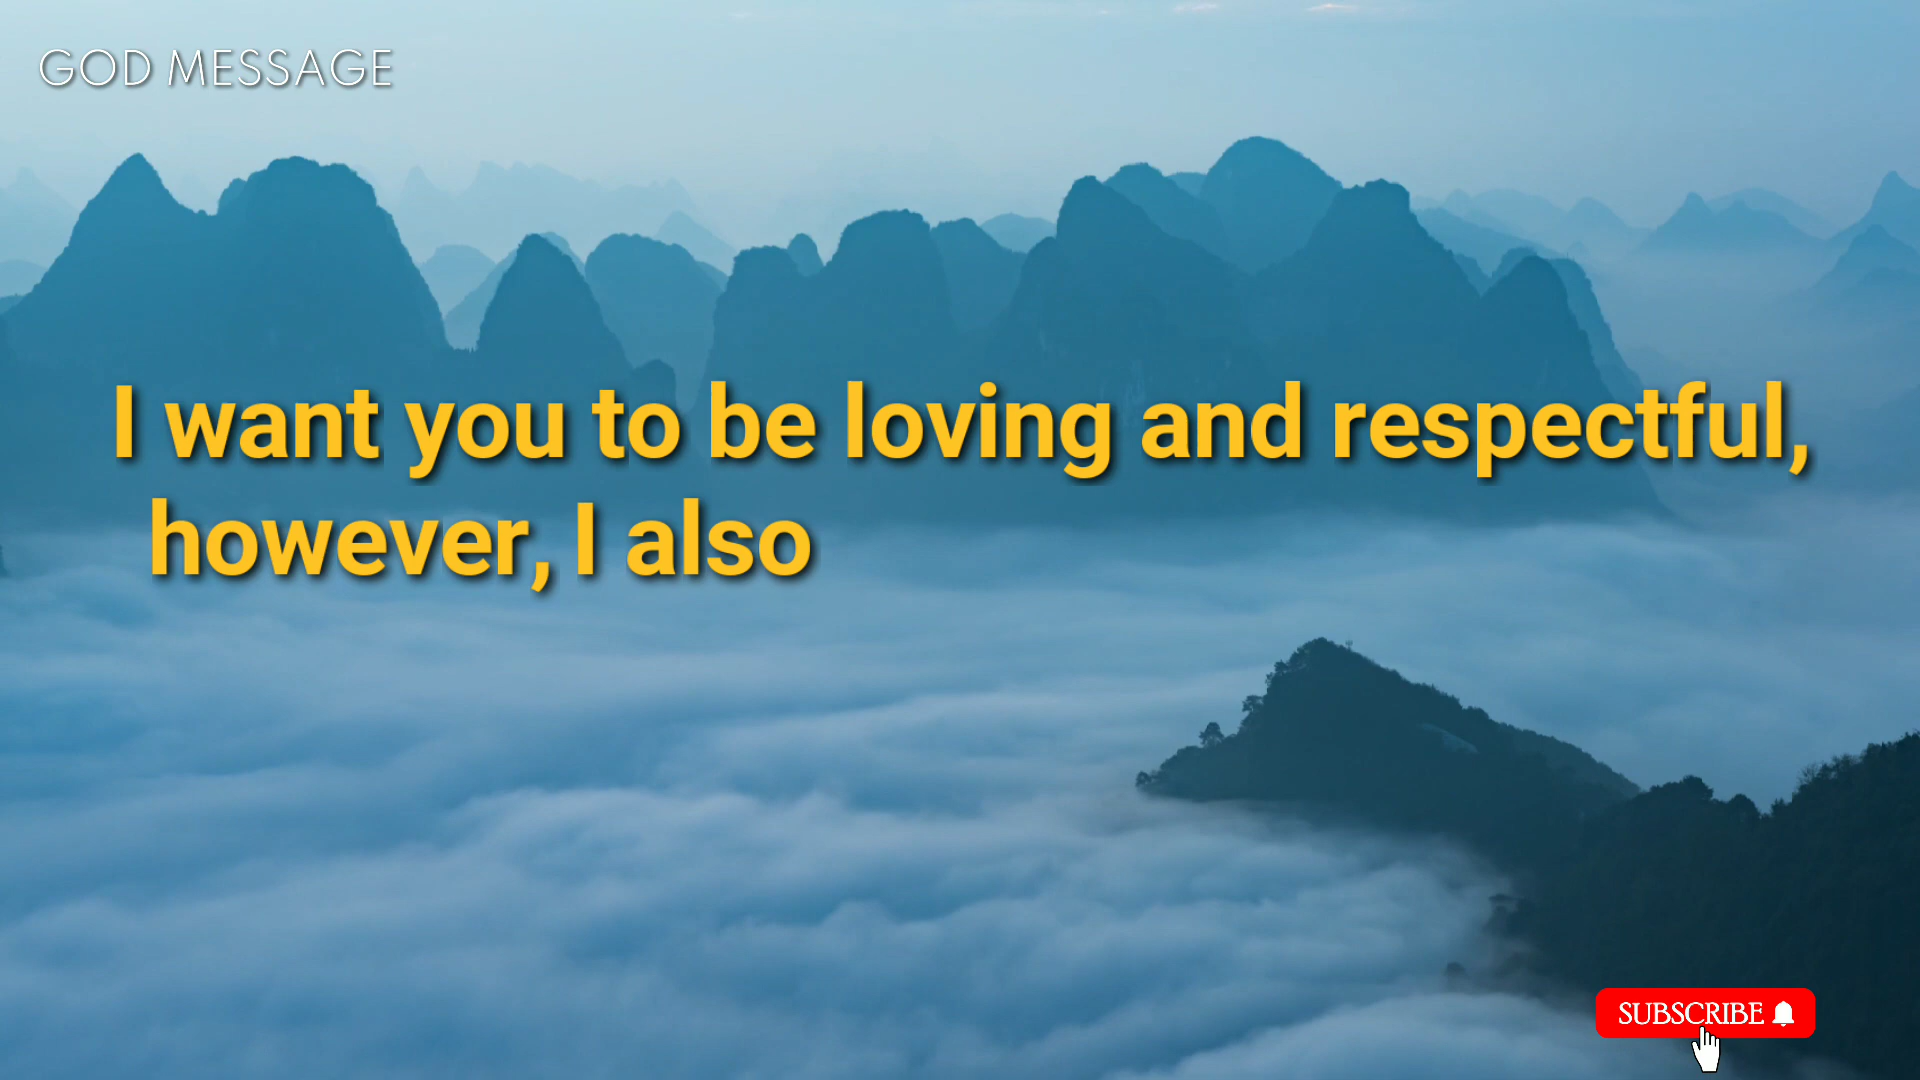 GOD MESSAGE
I want you to be loving and respectful,
however, I also
SUBSCRIBE